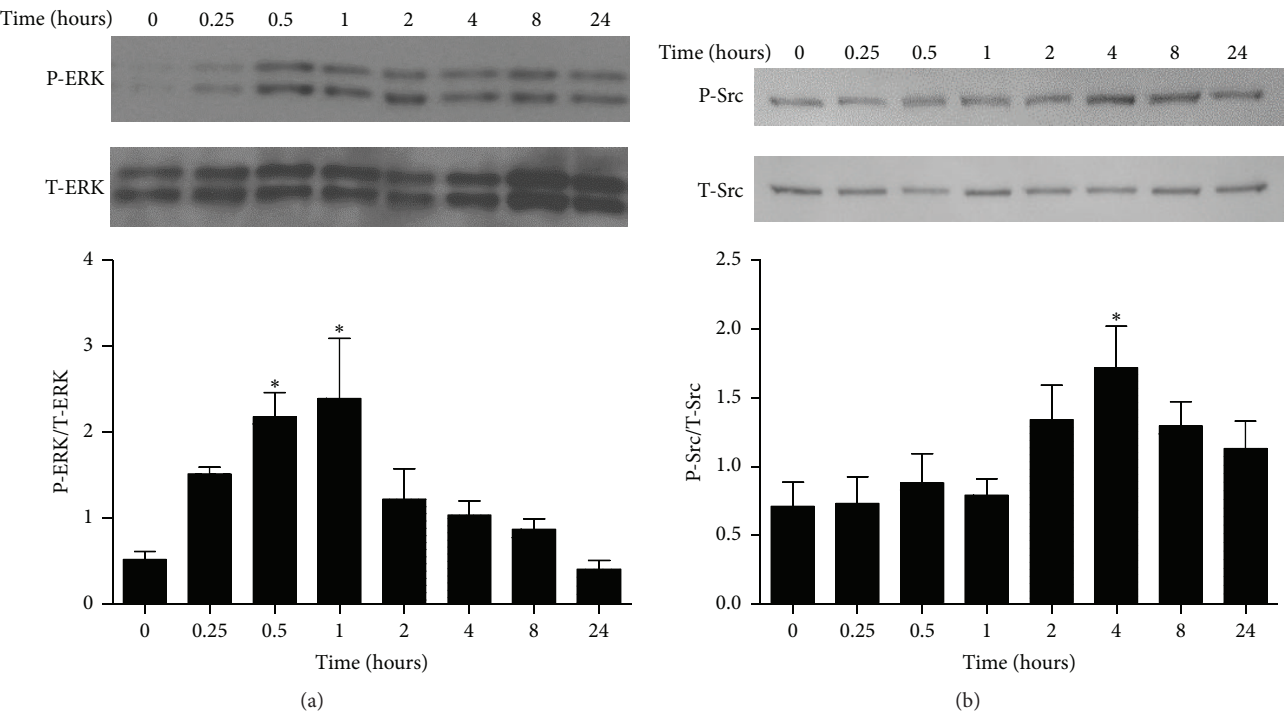 Time (hours) 0 0.25 0.5 1 2 4 8 24
P-ERK
T-ERK
4
3
2
1
0
P-ERK/T-ERK
*
*
0 0.25 0.5 1 2 4 8 24
Time (hours)
(a)
Time (hours) 0 0.25 0.5 1 2 4 8 24
P-Src
T-Src
2.5
2.0
1.5
1.0
0.5
0.0
P-Src/T-Src
*
0 0.25 0.5 1 2 4 8 24
Time (hours)
(b)